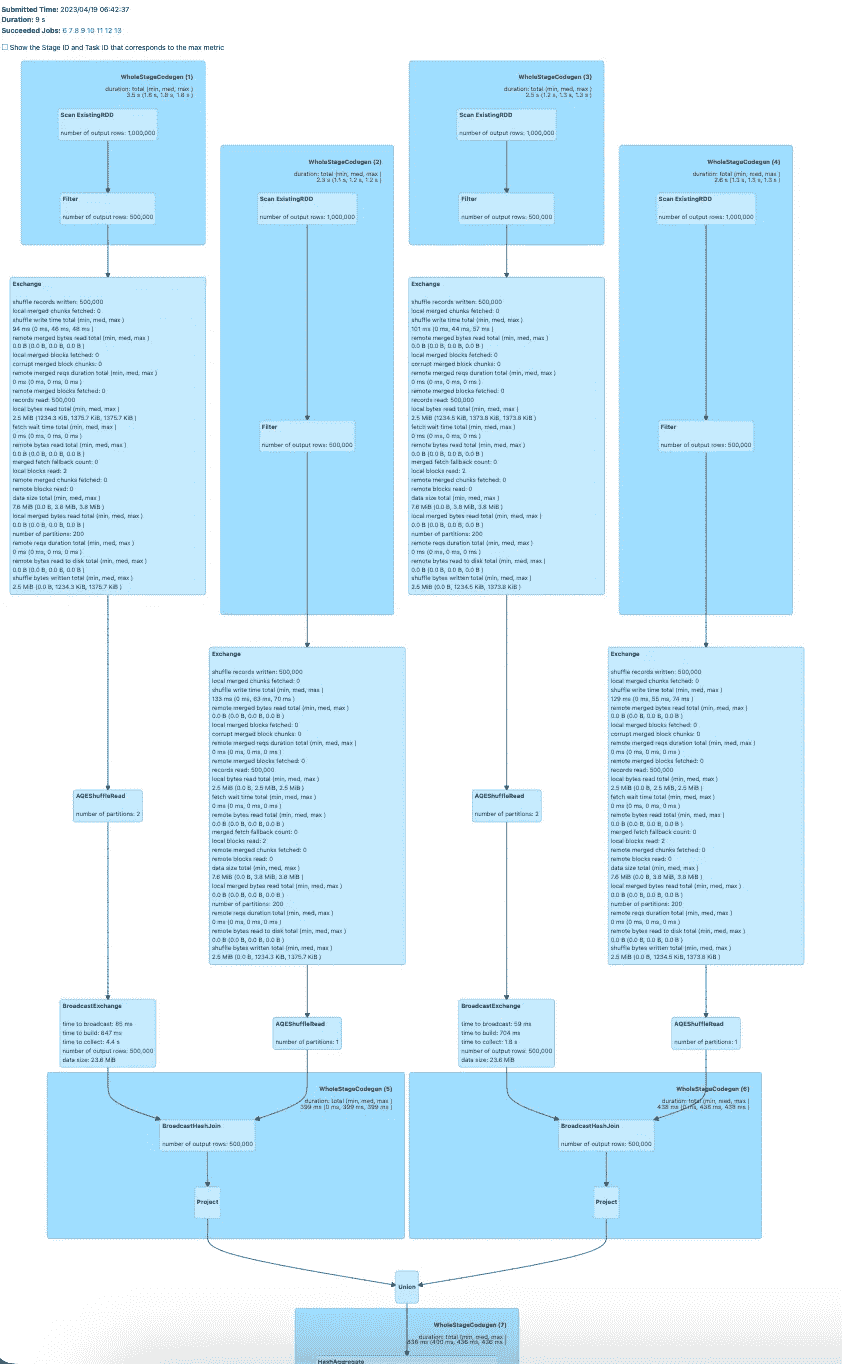 Submitted Time: 2023/04/19 06:42:37
Duration: 9 s
Succeeded Jobs: 6 7 8 9 10 11 12 13
Show the Stage ID and Task ID that corresponds to the max metric
WholeStageCodegen (1)
duration: total (min, med, max )
3.5 s (1.6 s, 1.8 s, 1.8 s )
Scan ExistingRDD
number of output rows: 1,000,000
Filter
number of output rows: 500,000
WholeStageCodegen (2)
duration: total (min, med, max )
2.3 s (1.1 s, 1.2 s, 1.2 s )
Scan ExistingRDD
number of output rows: 1,000,000
Filter
number of output rows: 500,000
WholeStageCodegen (3)
duration: total (min, med, max )
2.5 s (1.2 s, 1.3 s, 1.3 s )
Scan ExistingRDD
number of output rows: 1,000,000
Filter
number of output rows: 500,000
WholeStageCodegen (4)
duration: total (min, med, max )
2.6 s (1.3 s, 1.3 s, 1.3 s )
Scan ExistingRDD
number of output rows: 1,000,000
Filter
number of output rows: 500,000
Exchange
shuffle records written: 500,000
local merged chunks fetched: 0
shuffle write time total (min, med, max )
94 ms (0 ms, 46 ms, 48 ms )
remote merged bytes read total (min, med, max )
0.0 B (0.0 B, 0.0 B, 0.0 B )
local merged blocks fetched: 0
corrupt merged block chunks: 0
remote merged reqs duration total (min, med, max )
0 ms (0 ms, 0 ms, 0 ms )
remote merged blocks fetched: 0
records read: 500,000
local bytes read total (min, med, max )
2.5 MiB (1234.3 KiB, 1375.7 KiB, 1375.7 KiB )
fetch wait time total (min, med, max )
0 ms (0 ms, 0 ms, 0 ms )
remote bytes read total (min, med, max )
0.0 B (0.0 B, 0.0 B, 0.0 B )
merged fetch fallback count: 0
local blocks read: 2
remote merged chunks fetched: 0
remote blocks read: 0
data size total (min, med, max )
7.6 MiB (0.0 B, 3.8 MiB, 3.8 MiB )
local merged bytes read total (min, med, max )
0.0 B (0.0 B, 0.0 B, 0.0 B )
number of partitions: 200
remote reqs duration total (min, med, max )
0 ms (0 ms, 0 ms, 0 ms )
remote bytes read to disk total (min, med, max )
0.0 B (0.0 B, 0.0 B, 0.0 B )
shuffle bytes written total (min, med, max )
2.5 MiB (0.0 B, 1234.3 KiB, 1375.7 KiB )
Exchange
shuffle records written: 500,000
local merged chunks fetched: 0
shuffle write time total (min, med, max )
101 ms (0 ms, 44 ms, 57 ms )
remote merged bytes read total (min, med, max )
0.0 B (0.0 B, 0.0 B, 0.0 B )
local merged blocks fetched: 0
corrupt merged block chunks: 0
remote merged reqs duration total (min, med, max )
0 ms (0 ms, 0 ms, 0 ms )
remote merged blocks fetched: 0
records read: 500,000
local bytes read total (min, med, max )
2.5 MiB (1234.5 KiB, 1373.8 KiB, 1373.8 KiB )
fetch wait time total (min, med, max )
0 ms (0 ms, 0 ms, 0 ms )
remote bytes read total (min, med, max )
0.0 B (0.0 B, 0.0 B, 0.0 B )
merged fetch fallback count: 0
local blocks read: 2
remote merged chunks fetched: 0
remote blocks read: 0
data size total (min, med, max )
7.6 MiB (0.0 B, 3.8 MiB, 3.8 MiB )
local merged bytes read total (min, med, max )
0.0 B (0.0 B, 0.0 B, 0.0 B )
number of partitions: 200
remote reqs duration total (min, med, max )
0 ms (0 ms, 0 ms, 0 ms )
remote bytes read to disk total (min, med, max )
0.0 B (0.0 B, 0.0 B, 0.0 B )
shuffle bytes written total (min, med, max )
2.5 MiB (0.0 B, 1234.5 KiB, 1373.8 KiB )
Exchange
shuffle records written: 500,000
local merged chunks fetched: 0
shuffle write time total (min, med, max )
133 ms (0 ms, 63 ms, 70 ms )
remote merged bytes read total (min, med, max )
0.0 B (0.0 B, 0.0 B, 0.0 B )
local merged blocks fetched: 0
corrupt merged block chunks: 0
remote merged reqs duration total (min, med, max )
0 ms (0 ms, 0 ms, 0 ms )
remote merged blocks fetched: 0
records read: 500,000
local bytes read total (min, med, max )
2.5 MiB (0.0 B, 2.5 MiB, 2.5 MiB )
fetch wait time total (min, med, max )
0 ms (0 ms, 0 ms, 0 ms )
remote bytes read total (min, med, max )
0.0 B (0.0 B, 0.0 B, 0.0 B )
merged fetch fallback count: 0
local blocks read: 2
remote merged chunks fetched: 0
remote blocks read: 0
data size total (min, med, max )
7.6 MiB (0.0 B, 3.8 MiB, 3.8 MiB )
local merged bytes read total (min, med, max )
0.0 B (0.0 B, 0.0 B, 0.0 B )
number of partitions: 200
remote reqs duration total (min, med, max )
0 ms (0 ms, 0 ms, 0 ms )
remote bytes read to disk total (min, med, max )
0.0 B (0.0 B, 0.0 B, 0.0 B )
shuffle bytes written total (min, med, max )
2.5 MiB (0.0 B, 1234.3 KiB, 1375.7 KiB )
Exchange
shuffle records written: 500,000
local merged chunks fetched: 0
shuffle write time total (min, med, max )
129 ms (0 ms, 55 ms, 74 ms )
remote merged bytes read total (min, med, max )
0.0 B (0.0 B, 0.0 B, 0.0 B )
local merged blocks fetched: 0
corrupt merged block chunks: 0
remote merged reqs duration total (min, med, max )
0 ms (0 ms, 0 ms, 0 ms )
remote merged blocks fetched: 0
records read: 500,000
local bytes read total (min, med, max )
2.5 MiB (0.0 B, 2.5 MiB, 2.5 MiB )
fetch wait time total (min, med, max )
0 ms (0 ms, 0 ms, 0 ms )
remote bytes read total (min, med, max )
0.0 B (0.0 B, 0.0 B, 0.0 B )
merged fetch fallback count: 0
local blocks read: 2
remote merged chunks fetched: 0
remote blocks read: 0
data size total (min, med, max )
7.6 MiB (0.0 B, 3.8 MiB, 3.8 MiB )
local merged bytes read total (min, med, max )
0.0 B (0.0 B, 0.0 B, 0.0 B )
number of partitions: 200
remote reqs duration total (min, med, max )
0 ms (0 ms, 0 ms, 0 ms )
remote bytes read to disk total (min, med, max )
0.0 B (0.0 B, 0.0 B, 0.0 B )
shuffle bytes written total (min, med, max )
2.5 MiB (0.0 B, 1234.5 KiB, 1373.8 KiB )
AQEShuffleRead
number of partitions: 2
AQEShuffleRead
number of partitions: 2
BroadcastExchange
time to broadcast: 65 ms
time to build: 647 ms
time to collect: 4.4 s
number of output rows: 500,000
data size: 23.6 MiB
AQEShuffleRead
number of partitions: 1
BroadcastExchange
time to broadcast: 59 ms
time to build: 704 ms
time to collect: 1.8 s
number of output rows: 500,000
data size: 23.6 MiB
AQEShuffleRead
number of partitions: 1
WholeStageCodegen (5)
duration: total (min, med, max )
399 ms (0 ms, 399 ms, 399 ms )
BroadcastHashJoin
number of output rows: 500,000
Project
WholeStageCodegen (6)
duration: total (min, med, max )
438 ms (0 ms, 438 ms, 438 ms )
BroadcastHashJoin
number of output rows: 500,000
Project
Union
WholeStageCodegen (7)
duration: total (min, med, max )
836 ms (400 ms, 436 ms, 436 ms )
HashAggregate